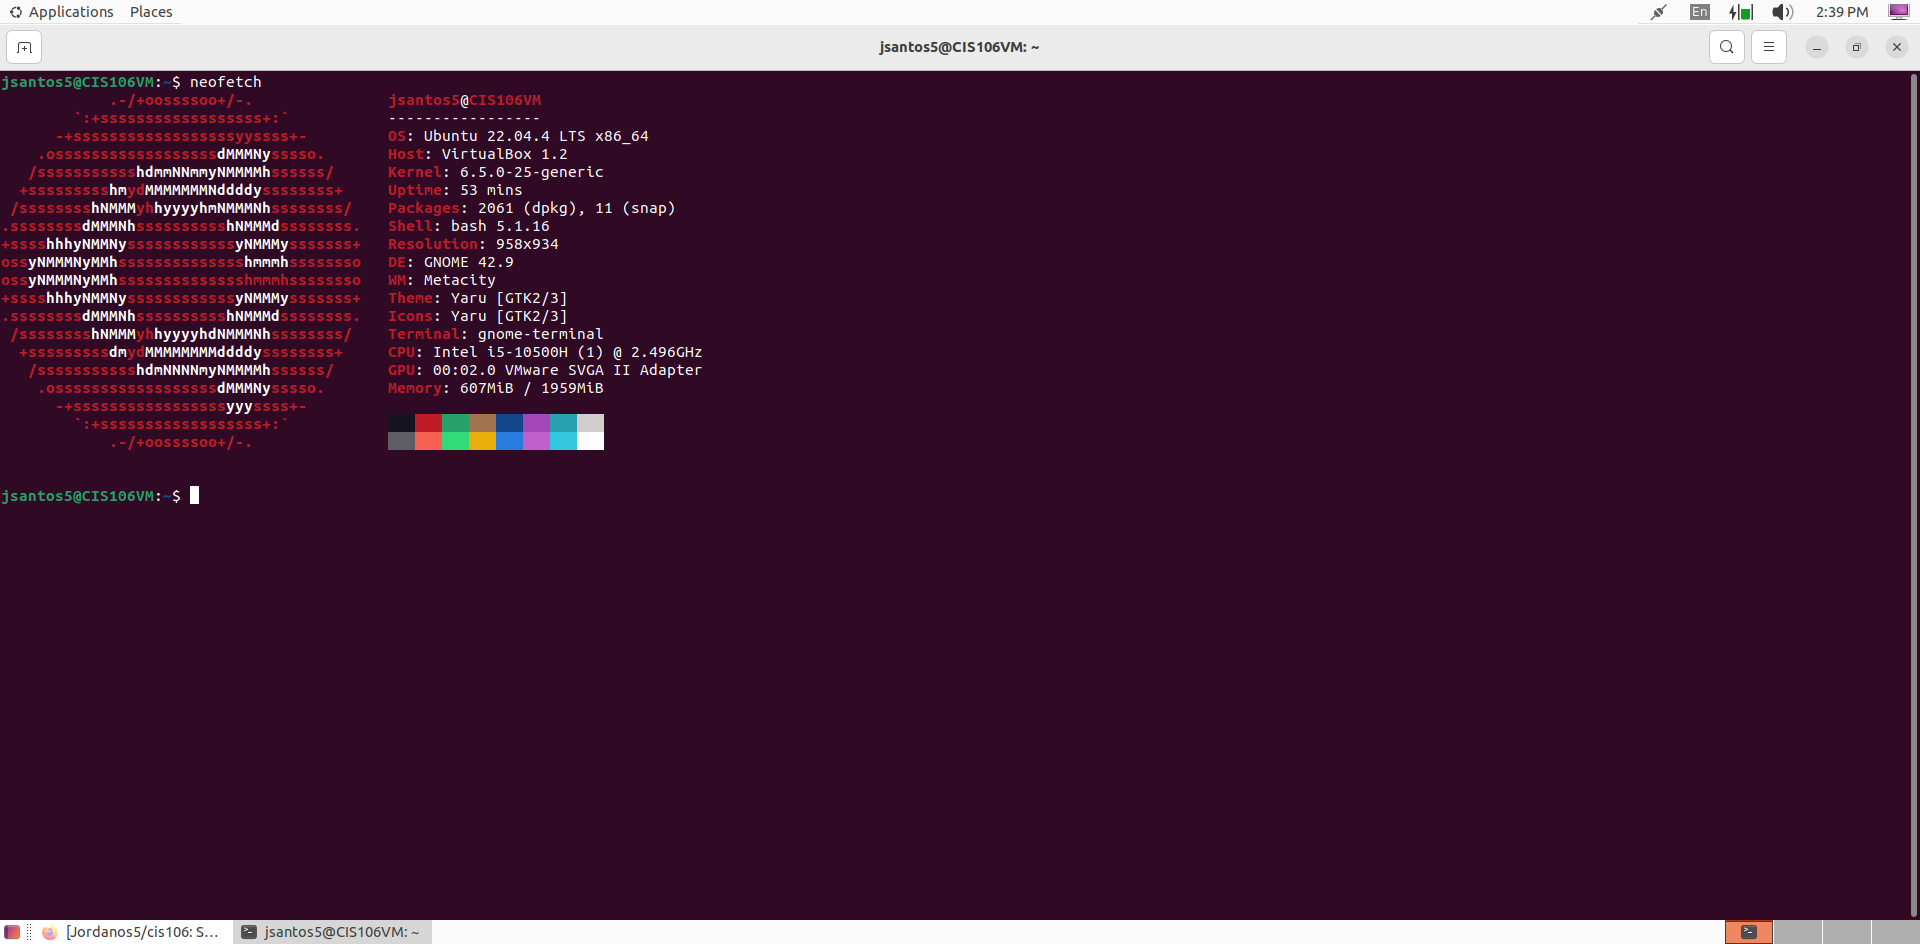 Applications Places En 2:39 PM
jsantos5@CIS106VM: ~
jsantos5@CIS106VM:~$ neofetch
            .-/+oossssoo+/-.               jsantos5@CIS106VM
        `:+ssssssssssssssssss+:`           -----------------
      -+ssssssssssssssssssyyssss+-         OS: Ubuntu 22.04.4 LTS x86_64
    .ossssssssssssssssssdMMMNysssso.       Host: VirtualBox 1.2
   /ssssssssssshdmmNNmmyNMMMMhssssss/      Kernel: 6.5.0-25-generic
  +ssssssssshmydMMMMMMMNddddyssssssss+     Uptime: 53 mins
 /sssssssshNMMMyhhyyyyhmNMMMNhssssssss/    Packages: 2061 (dpkg), 11 (snap)
.ssssssssdMMMNhsssssssssshNMMMdssssssss.   Shell: bash 5.1.16
+sssshhhyNMMNyssssssssssssyNMMMysssssss+   Resolution: 958x934
ossyNMMMNyMMhsssssssssssssshmmmhssssssso   DE: GNOME 42.9
ossyNMMMNyMMhsssssssssssssshmmmhssssssso   WM: Metacity
+sssshhhyNMMNyssssssssssssyNMMMysssssss+   Theme: Yaru [GTK2/3]
.ssssssssdMMMNhsssssssssshNMMMdssssssss.   Icons: Yaru [GTK2/3]
 /sssssssshNMMMyhhyyyyhdNMMMNhssssssss/    Terminal: gnome-terminal
  +sssssssssdmydMMMMMMMMddddyssssssss+     CPU: Intel i5-10500H (1) @ 2.496GHz
   /ssssssssssshdmNNNNmyNMMMMhssssss/      GPU: 00:02.0 VMware SVGA II Adapter
    .ossssssssssssssssssdMMMNysssso.       Memory: 607MiB / 1959MiB
      -+sssssssssssssssssyyyssss+-
        `:+ssssssssssssssssss+:`
            .-/+oossssoo+/-.
jsantos5@CIS106VM:~$
[Jordanos5/cis106: S... jsantos5@CIS106VM: ~